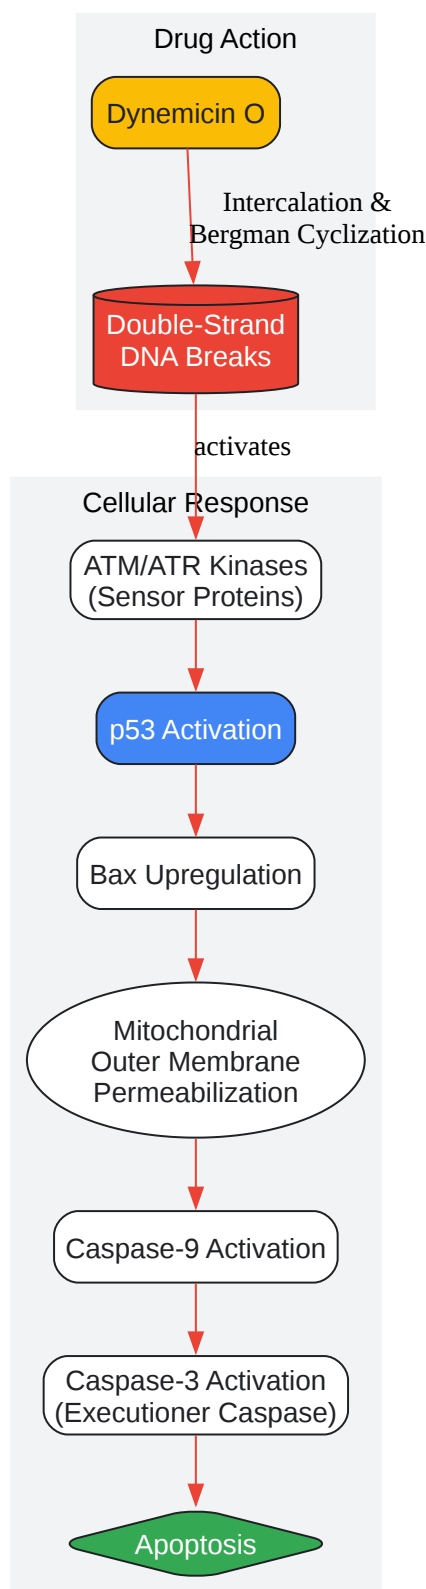 Drug Action
Dynemicin O
Intercalation &
Bergman Cyclization
Double-Strand
DNA Breaks
activates
Cellular Response
ATM/ATR Kinases
(Sensor Proteins)
p53 Activation
Bax Upregulation
Mitochondrial
Outer Membrane
Permeabilization
Caspase-9 Activation
Caspase-3 Activation
(Executioner Caspase)
Apoptosis